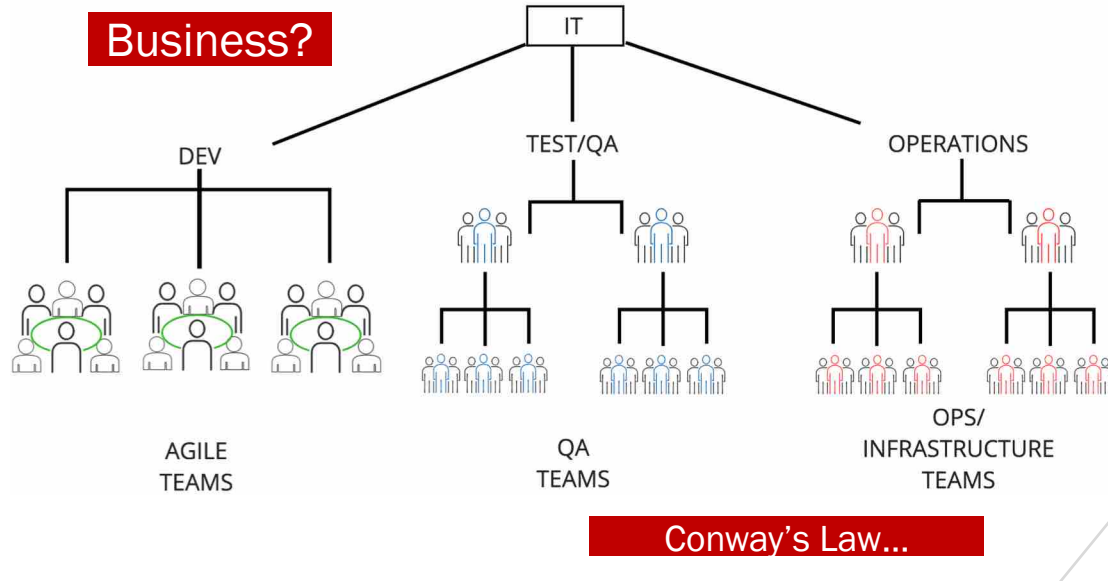 Business?
IT
DEV
TEST/QA
OPERATIONS
AGILE
TEAMS
QA
TEAMS
OPS/
INFRASTRUCTURE
TEAMS
Conway’s Law…